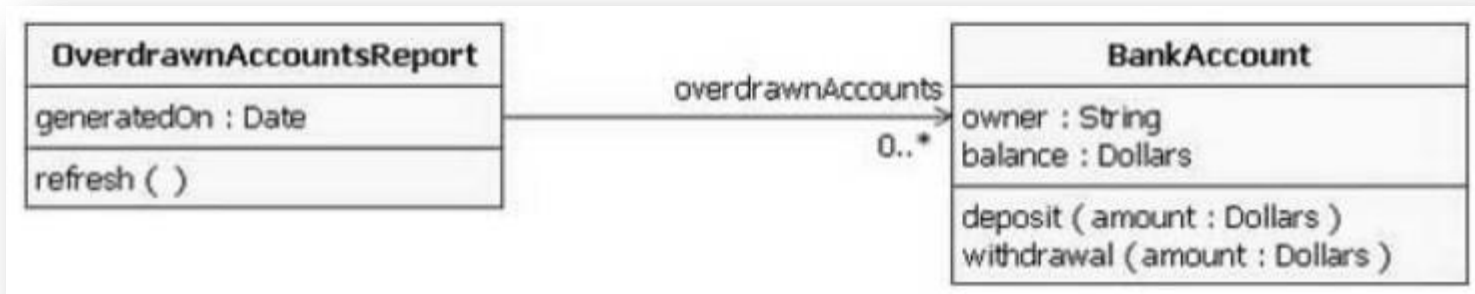 OverdrawnAccountsReport
generatedOn : Date
refresh ( )
overdrawnAccounts
0..*
BankAccount
owner : String
balance : Dollars
deposit ( amount : Dollars )
withdrawal ( amount : Dollars )